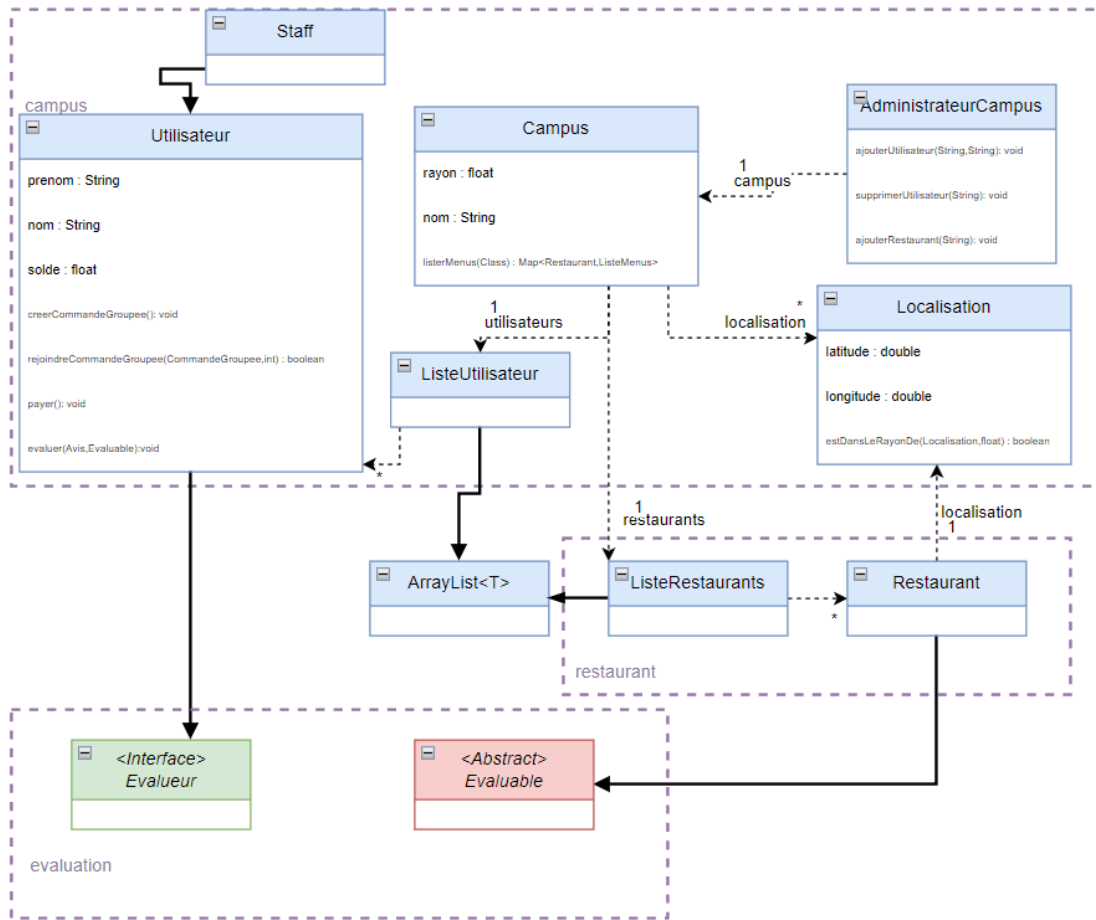 Staff
campus
Utilisateur
prenom : String
nom : String
solde : float
creerCommandeGroupee(): void
rejoindreCommandeGroupee(CommandeGroupee,int) : boolean
payer(): void
evaluer(Avis,Evaluable):void
Campus
rayon : float
nom : String
listerMenus(Class) : Map<Restaurant,ListeMenus>
1
campus
AdministrateurCampus
ajouterUtilisateur(String,String): void
supprimerUtilisateur(String): void
ajouterRestaurant(String): void
1
utilisateurs
*
localisation
Localisation
latitude : double
longitude : double
estDansLeRayonDe(Localisation,float) : boolean
ListeUtilisateur
*
1
restaurants
localisation
1
ArrayList<T>
ListeRestaurants
*
Restaurant
restaurant
<Interface>
Evalueur
<Abstract>
Evaluable
evaluation